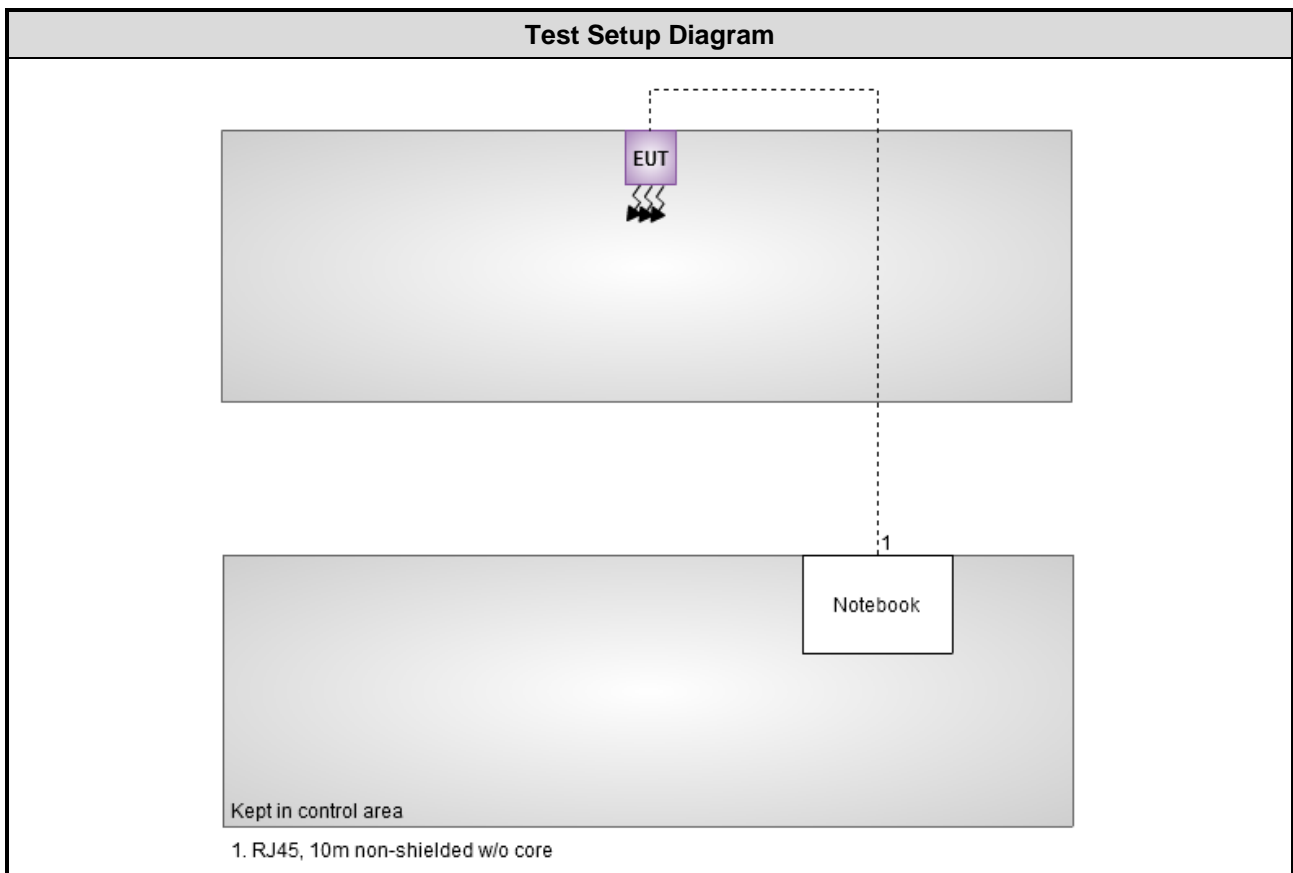 Test Setup Diagram
EUT
1
Notebook
Kept in control area
1. RJ45, 10m non-shielded w/o core